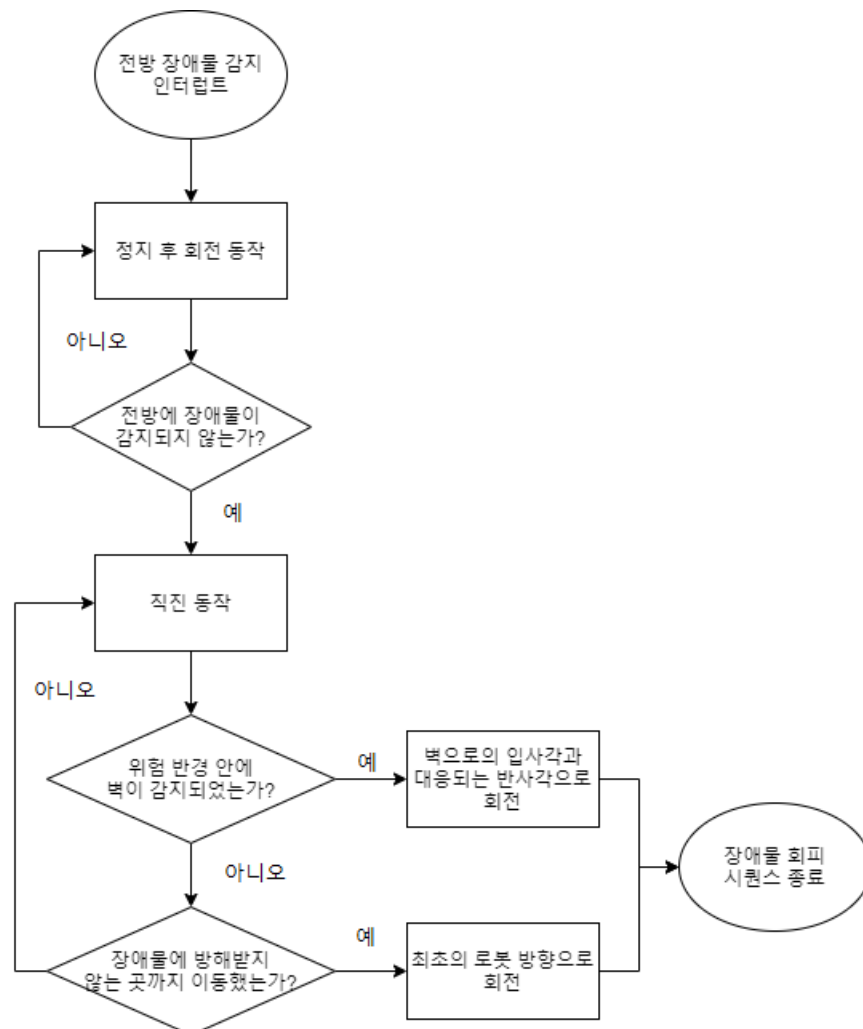 전방 장애물 감지
인터럽트
정지 후 회전 동작
아니오
전방에 장애물이
감지되지 않는가?
예
직진 동작
아니오
위험 반경 안에
벽이 감지되었는가?
예
벽으로의 입사각과
대응되는 반사각으로
회전
아니오
장애물 회피
시퀀스 종료
장애물에 방해받지
않는 곳까지 이동했는가?
예
최초의 로봇 방향으로
회전